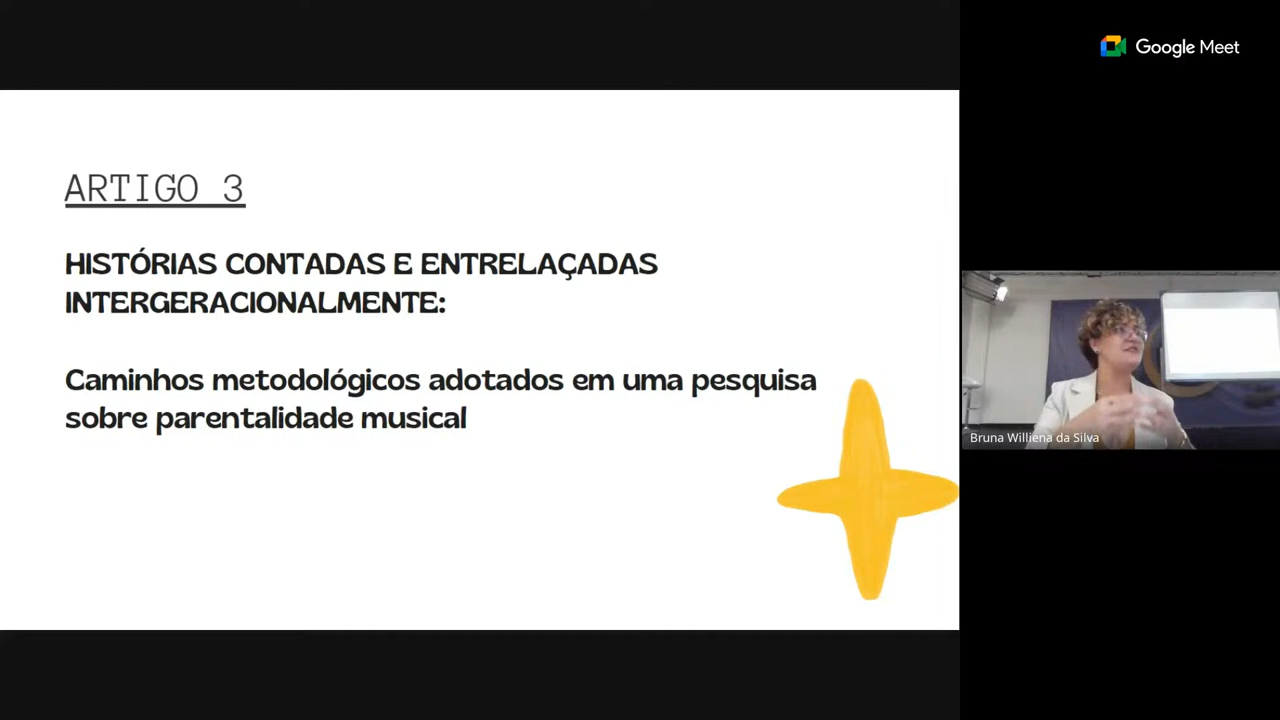 Google Meet
ARTIGO 3
HISTÓRIAS CONTADAS E ENTRELAÇADAS
INTERGERACIONALMENTE:
Caminhos metodológicos adotados em uma pesquisa
sobre parentalidade musical
Bruna Williena da Silva